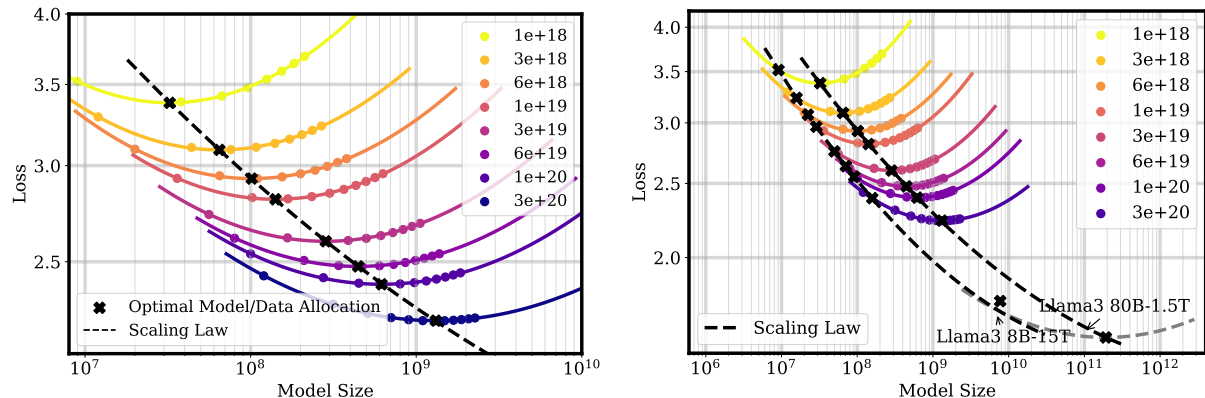 4.0
3.5
3.0
2.5
Loss
10^7
10^8
10^9
10^10
Model Size
1e+18
3e+18
6e+18
1e+19
3e+19
6e+19
1e+20
3e+20
Optimal Model/Data Allocation
Scaling Law
4.0
3.5
3.0
2.5
2.0
Loss
10^6
10^7
10^8
10^9
10^10
10^11
10^12
Model Size
1e+18
3e+18
6e+18
1e+19
3e+19
6e+19
1e+20
3e+20
Llama3 80B-1.5T
Llama3 8B-15T
Scaling Law